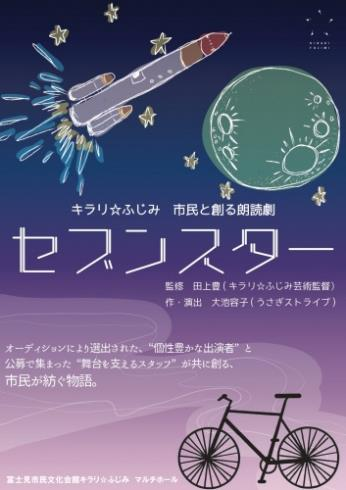 キラリ☆ふじみ 市民と創る朗読劇
セブンスター
監修 田上豊(キラリ☆ふじみ芸術監督)
作・演出 大池容子(うさぎストライプ)
オーディションにより選出された、“個性豊かな出演者”と
公募で集まった“舞台を支えるスタッフ”が共に創る、
市民が紡ぐ物語。
富士見市民文化会館キラリ☆ふじみ マルチホール